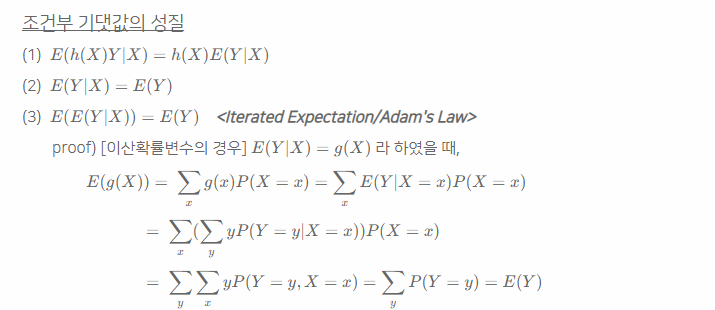 조건부 기댓값의 성질
(1) E(h(X)Y|X) = h(X)E(Y|X)
(2) E(Y|X) = E(Y)
(3) E(E(Y|X)) = E(Y) <Iterated Expectation/Adam's Law>
proof) [이산확률변수의 경우] E(Y|X) = g(X) 라 하였을 때,
E(g(X)) = ∑_x g(x)P(X = x) = ∑_x E(Y|X = x)P(X = x)
= ∑_x (∑_y yP(Y = y|X = x))P(X = x)
= ∑_y ∑_x yP(Y = y, X = x) = ∑_y P(Y = y) = E(Y)